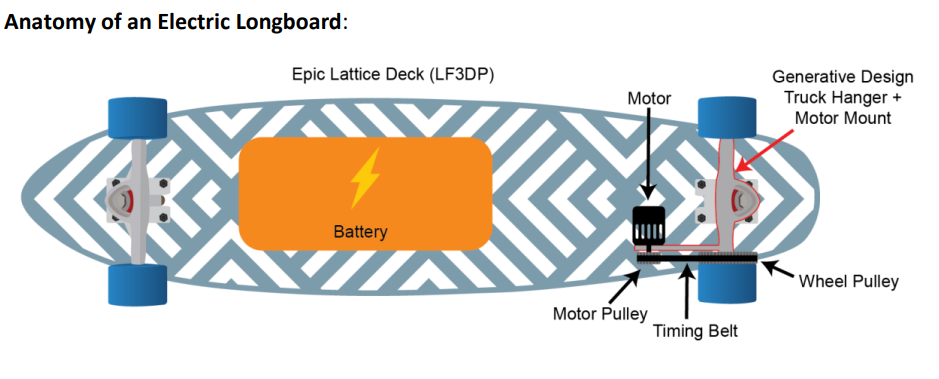 Anatomy of an Electric Longboard:
Epic Lattice Deck (LF3DP)
Generative Design
Truck Hanger +
Motor Mount
Motor
Battery
Wheel Pulley
Motor Pulley
Timing Belt